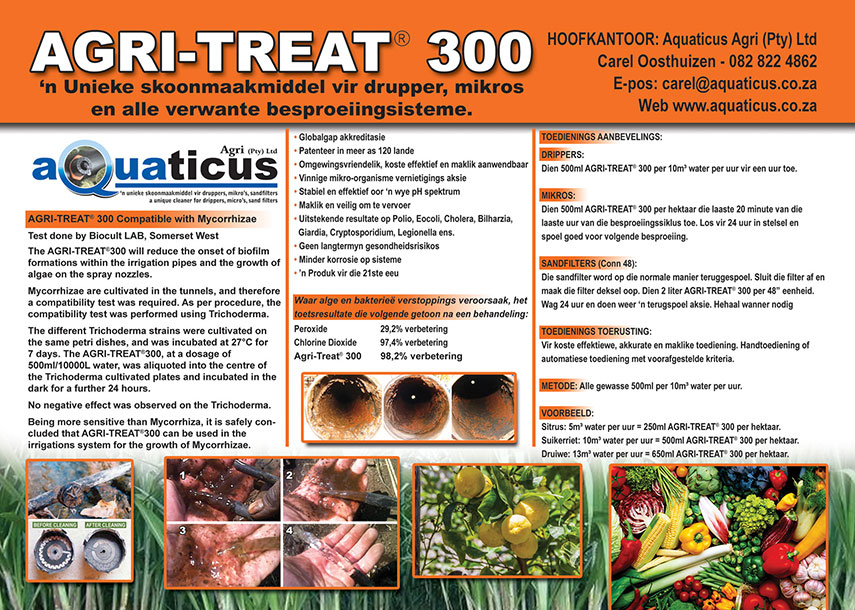 AGRI-TREAT® 300
'n Unieke skoonmaakmiddel vir drupper, mikros
en alle verwante besproeiingsisteme.
HOOFKANTOOR: Aquaticus Agri (Pty) Ltd
Carel Oosthuizen - 082 822 4862
E-pos: carel@aquaticus.co.za
Web www.aquaticus.co.za
Agri (Pty) Ltd
aQuaticus
'n unieke skoonmaakmiddel vir druppers, mikro's, sandfilters
a unique cleaner for drippers, micro's, sand filters
AGRI-TREAT® 300 Compatible with Mycorrhizae
Test done by Biocult LAB, Somerset West
The AGRI-TREAT®300 will reduce the onset of biofilm
formations within the irrigation pipes and the growth of
algae on the spray nozzles.
Mycorrhizae are cultivated in the tunnels, and therefore
a compatibility test was required. As per procedure, the
compatibility test was performed using Trichoderma.
The different Trichoderma strains were cultivated on
the same petri dishes, and was incubated at 27°C for
7 days. The AGRI-TREAT®300, at a dosage of
500ml/10000L water, was aliquoted into the centre of
the Trichoderma cultivated plates and incubated in the
dark for a further 24 hours.
No negative effect was observed on the Trichoderma.
Being more sensitive than Mycorrhiza, it is safely con-
cluded that AGRI-TREAT®300 can be used in the
irrigations system for the growth of Mycorrhizae.
• Globalgap akkreditasie
• Patenteer in meer as 120 lande
• Omgewingsvriendelik, koste effektief en maklik aanwendbaar
• Vinnige mikro-organisme vernietigings aksie
• Stabiel en effektief oor 'n wye pH spektrum
• Maklik en veilig om te vervoer
• Uitstekende resultate op Polio, Eocoli, Cholera, Bilharzia,
Giardia, Cryptosporidium, Legionella ens.
• Geen langtermyn gesondheidsrisikos
• Minder korrosie op sisteme
• 'n Produk vir die 21ste eeu
Waar alge en bakterieë verstoppings veroorsaak, het
toetsresultate die volgende getoon na een behandeling:
Peroxide 29,2% verbetering
Chlorine Dioxide 97,4% verbetering
Agri-Treat® 300 98,2% verbetering
TOEDIENINGS AANBEVELINGS:
DRIPPERS:
Dien 500ml AGRI-TREAT® 300 per 10m³ water per uur vir een uur toe.
MIKROS:
Dien 500ml AGRI-TREAT® 300 per hektaar die laaste 20 minute van die
laaste uur van die besproeiingssiklus toe. Los vir 24 uur in stelsel en
spoel goed voor volgende besproeiing.
SANDFILTERS (Conn 48):
Die sandfilter word op die normale manier teruggespoel. Sluit die filter af en
maak die filter deksel oop. Dien 2 liter AGRI-TREAT® 300 per 48" eenheid.
Wag 24 uur en doen weer 'n terugspoel aksie. Hehaal wanner nodig
TOEDIENINGS TOERUSTING:
Vir koste effektiewe, akkurate en maklike toediening. Handtoediening of
automatiese toediening met voorafgestelde kriteria.
METODE: Alle gewasse 500ml per 10m³ water per uur.
VOORBEELD:
Sitrus: 5m³ water per uur = 250ml AGRI-TREAT® 300 per hektaar.
Suikerriet: 10m³ water per uur = 500ml AGRI-TREAT® 300 per hektaar.
Druiwe: 13m³ water per uur = 650ml AGRI-TREAT® 300 per hektaar.
BEFORE CLEANING
AFTER CLEANING
1
2
3
4